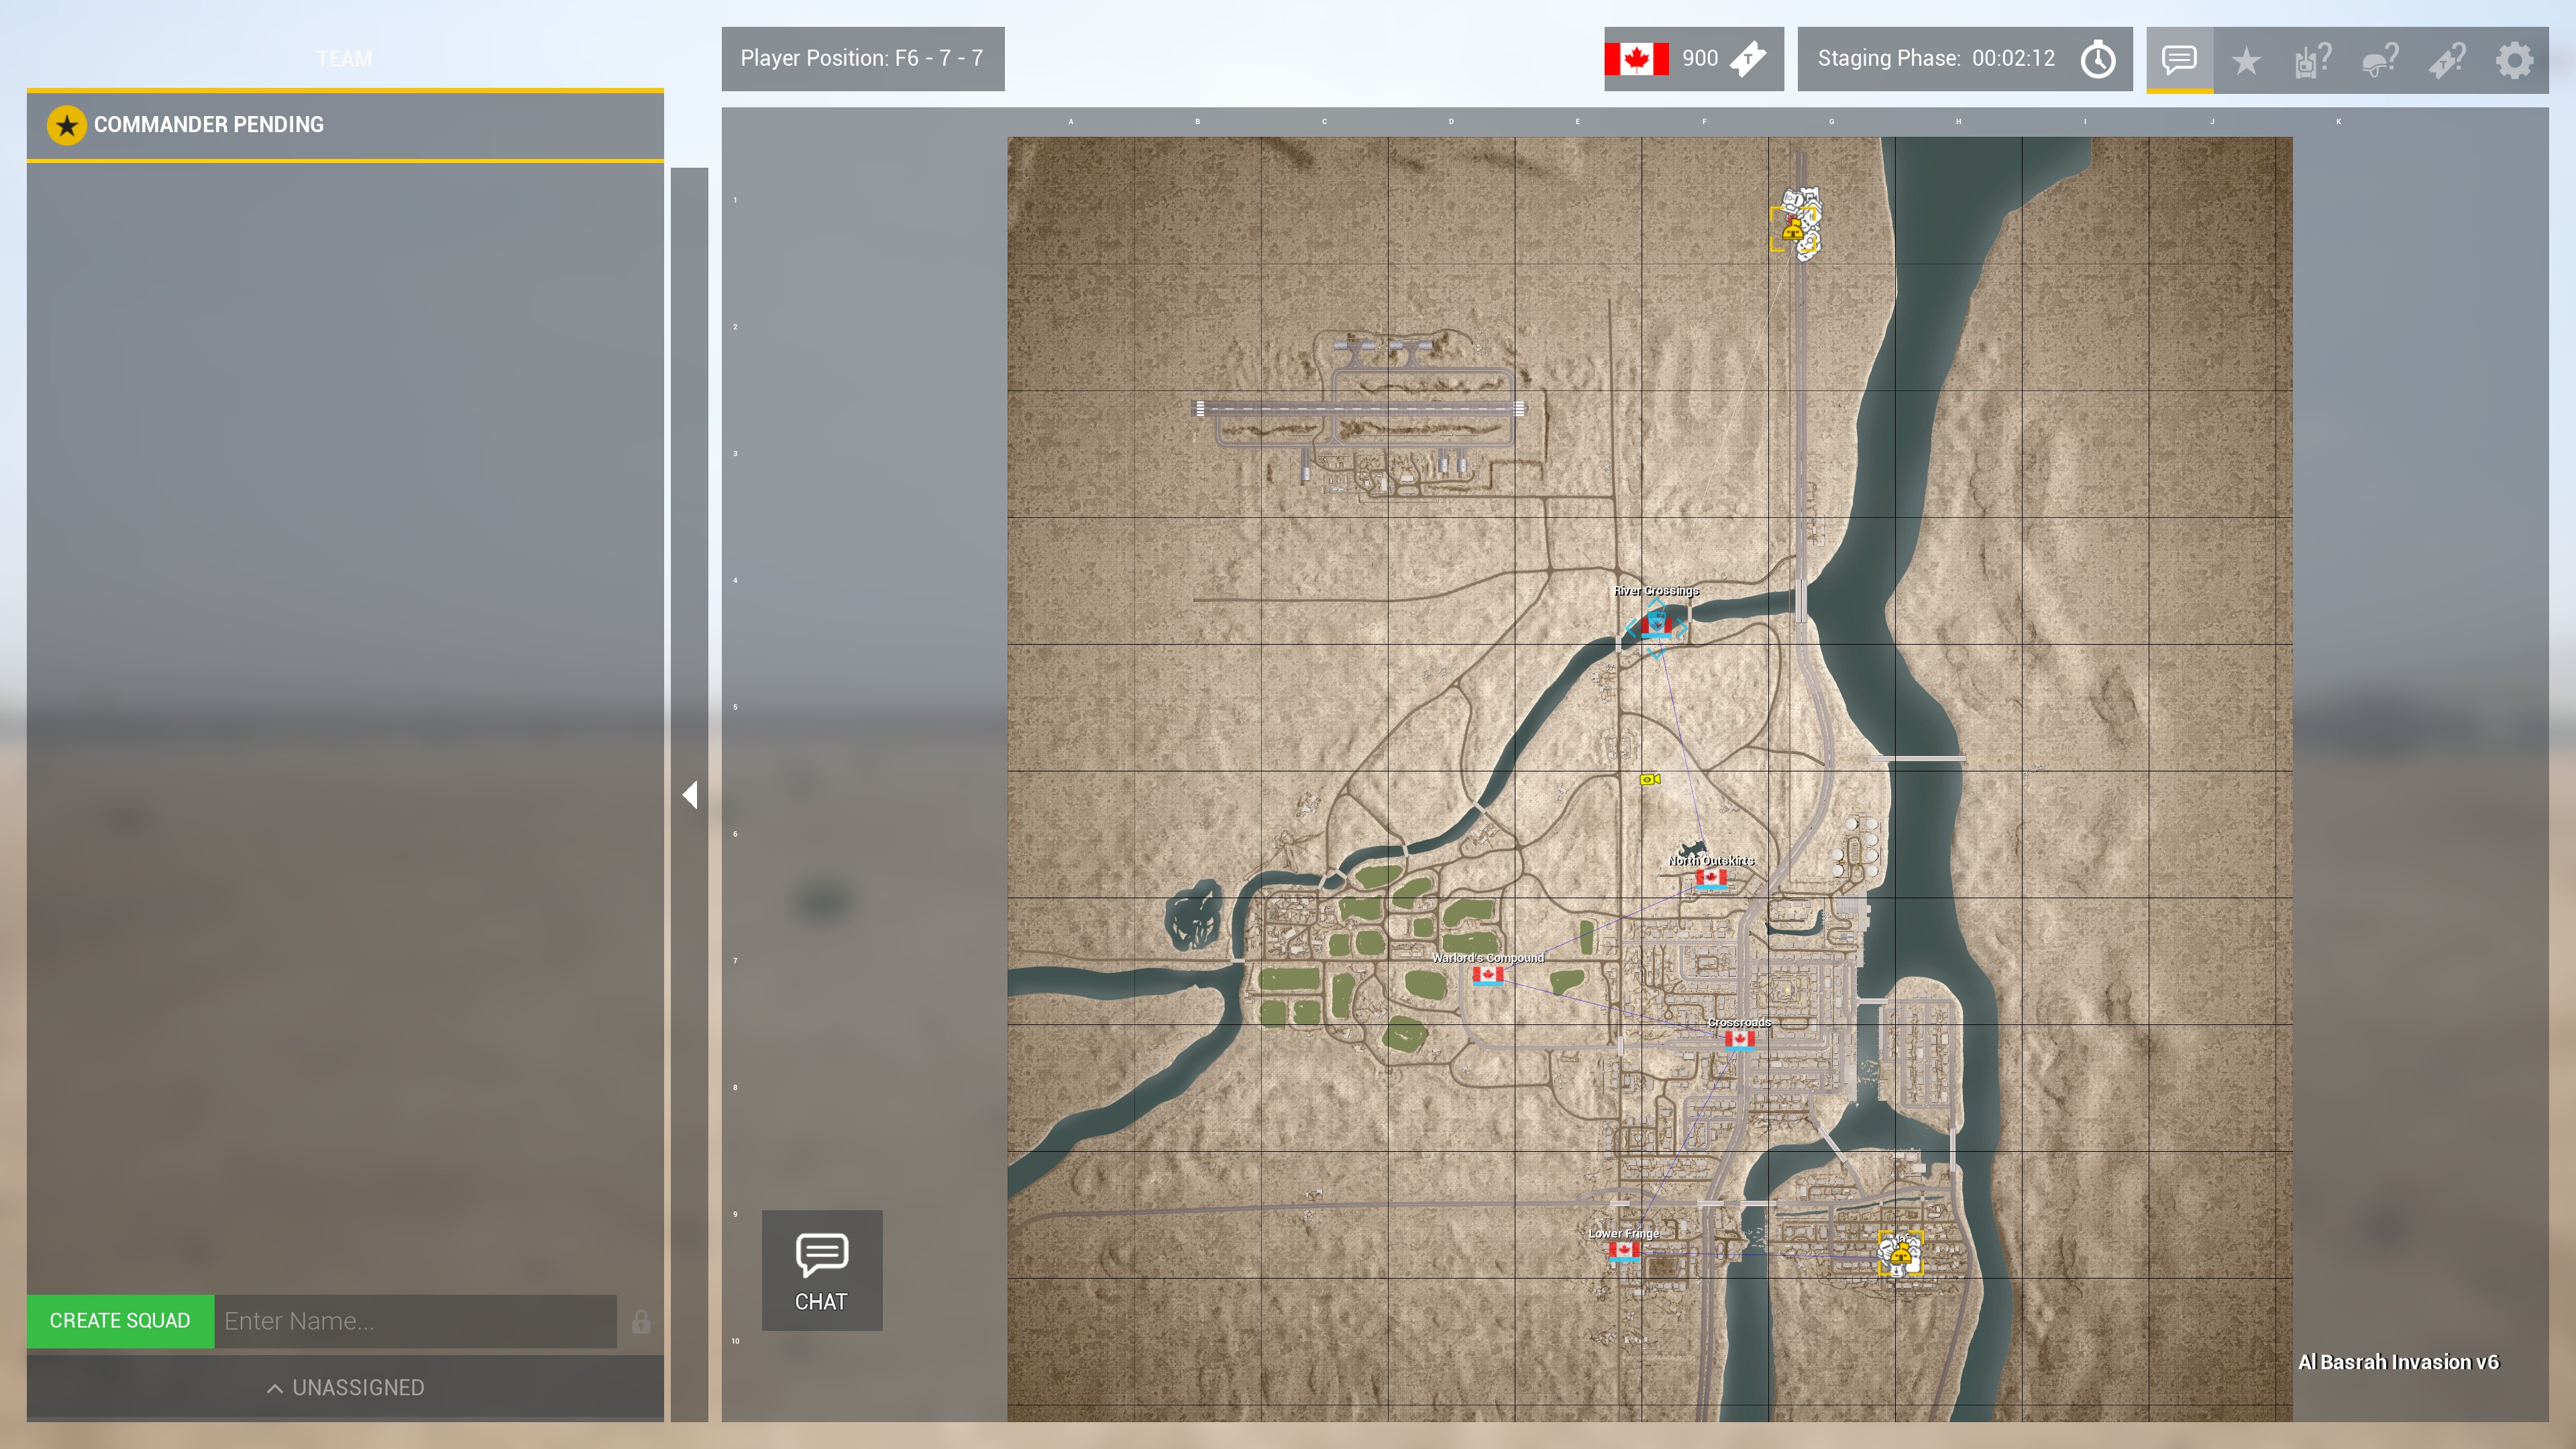 TEAM
Player Position: F6 - 7 - 7
900
T
Staging Phase: 00:02:12
?
?
T
?
COMMANDER PENDING
A
B
C
D
E
F
G
H
I
J
K
1
2
3
4
River Crossings
5
6
North Outskirts
7
Warlord's Compound
Crossroads
8
9
Lower Fringe
CHAT
CREATE SQUAD
Enter Name...
10
Al Basrah Invasion v6
UNASSIGNED